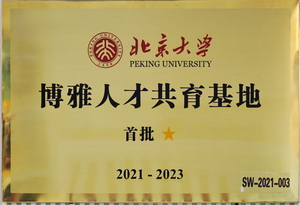 北京大学
PEKING UNIVERSITY
博雅人才共育基地
首批
2021 - 2023
SW-2021-003